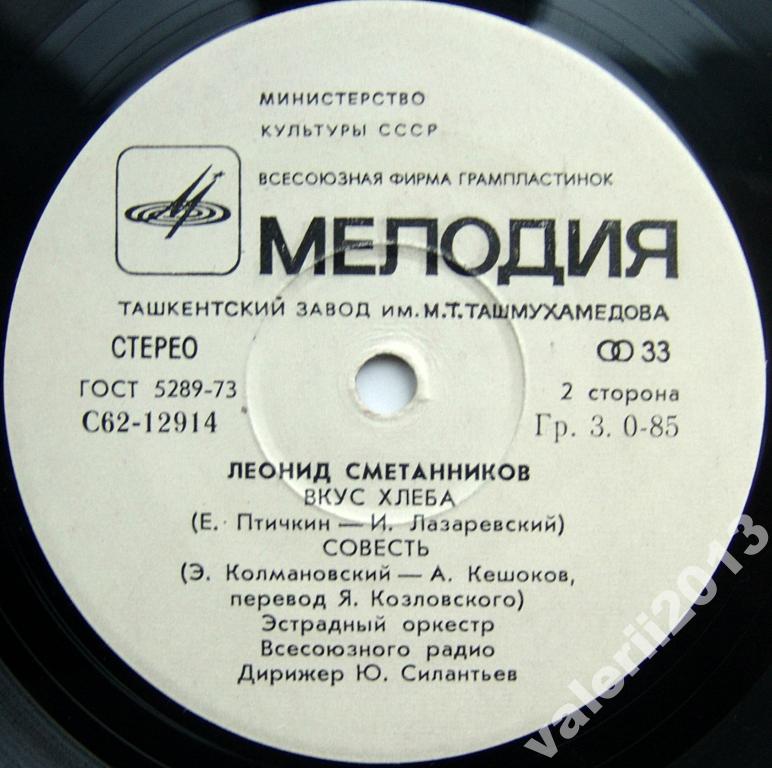 МИНИСТЕРСТВО
КУЛЬТУРЫ СССР
ВСЕСОЮЗНАЯ ФИРМА ГРАМПЛАСТИНОК
МЕЛОДИЯ
ТАШКЕНТСКИЙ ЗАВОД ИМ. М.Т.ТАШМУХАМЕДОВА
СТЕРЕО 33
ГОСТ 5289-73 2 сторона
С62-12914 Гр. 3. 0-85
ЛЕОНИД СМЕТАННИКОВ
ВКУС ХЛЕБА
(Е. Птичкин — И. Лазаревский)
СОВЕСТЬ
(Э. Колмановский — А. Кешоков,
перевод Я. Козловского)
Эстрадный оркестр
Всесоюзного радио
Дирижер Ю. Силантьев
valerii2013